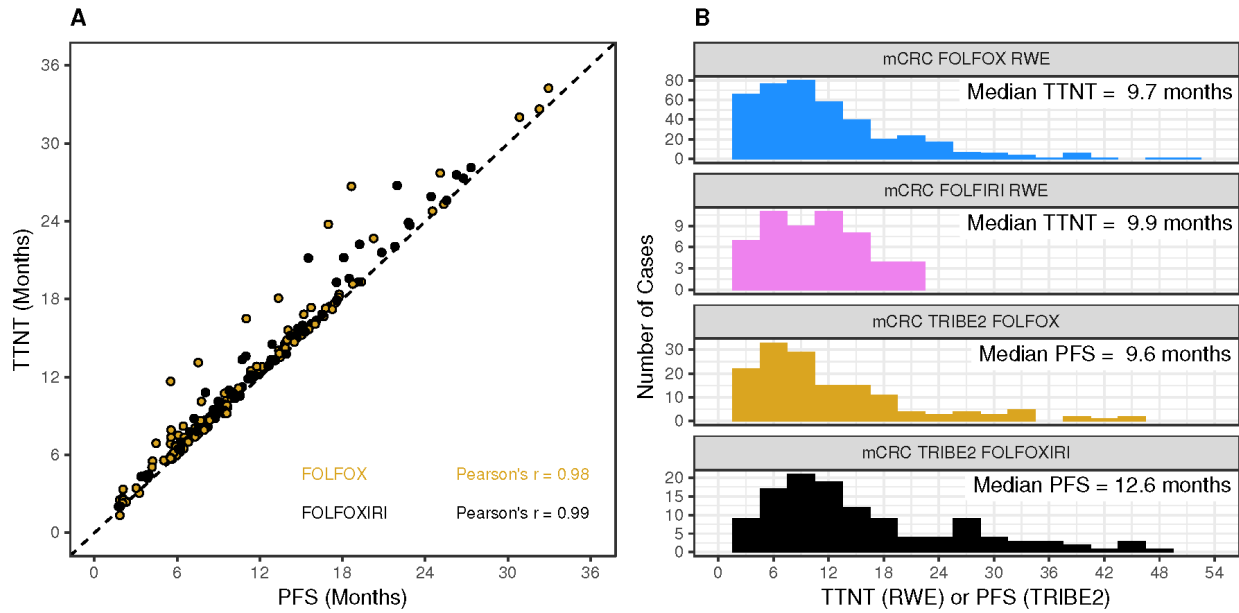 A
TTNT (Months)
36
30
24
18
12
6
0
FOLFOX Pearson's r = 0.98
FOLFOXIRI Pearson's r = 0.99
0 6 12 18 24 30 36
PFS (Months)
B
Number of Cases
mCRC FOLFOX RWE
80
60
40
20
0
Median TTNT = 9.7 months
mCRC FOLFIRI RWE
9
6
3
0
Median TTNT = 9.9 months
mCRC TRIBE2 FOLFOX
30
20
10
0
Median PFS = 9.6 months
mCRC TRIBE2 FOLFOXIRI
20
15
10
5
0
Median PFS = 12.6 months
0 6 12 18 24 30 36 42 48 54
TTNT (RWE) or PFS (TRIBE2)